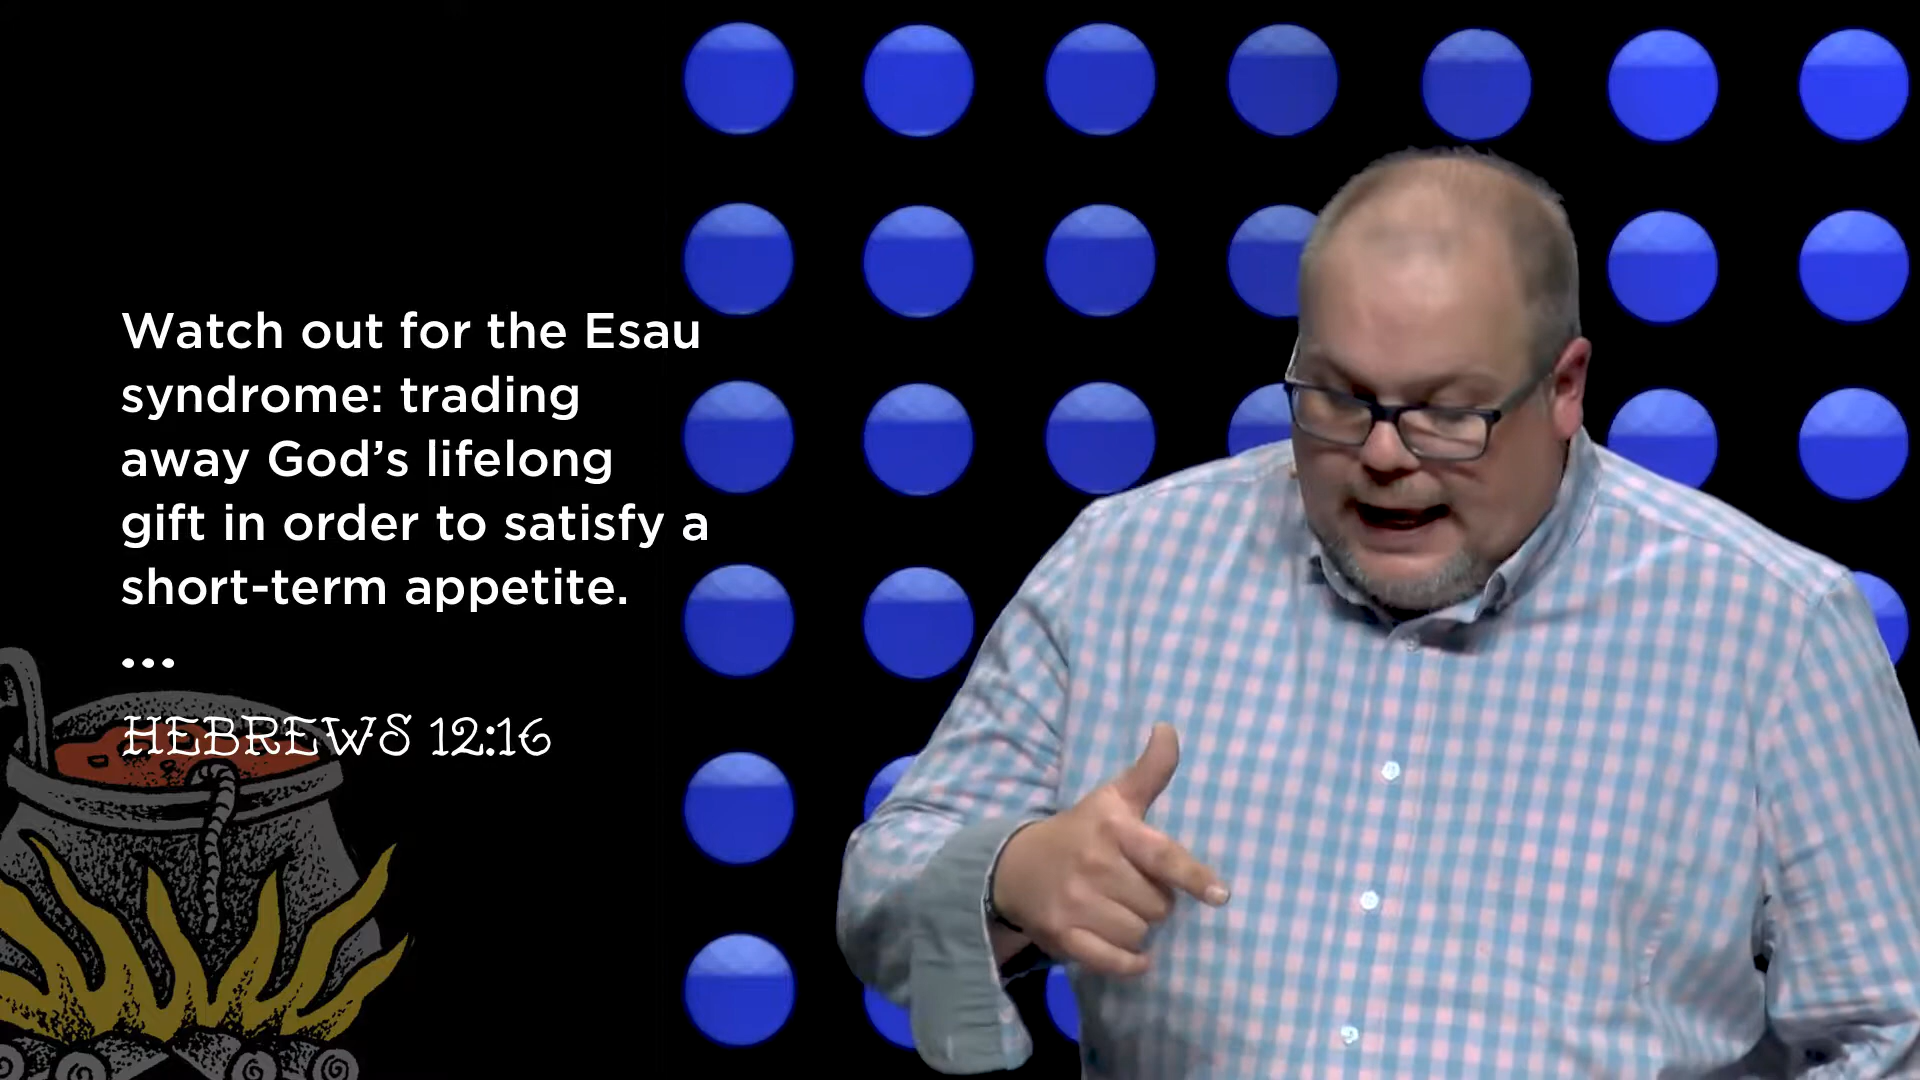 Watch out for the Esau
syndrome: trading
away God’s lifelong
gift in order to satisfy a
short-term appetite.
...
HEBREWS 12:16